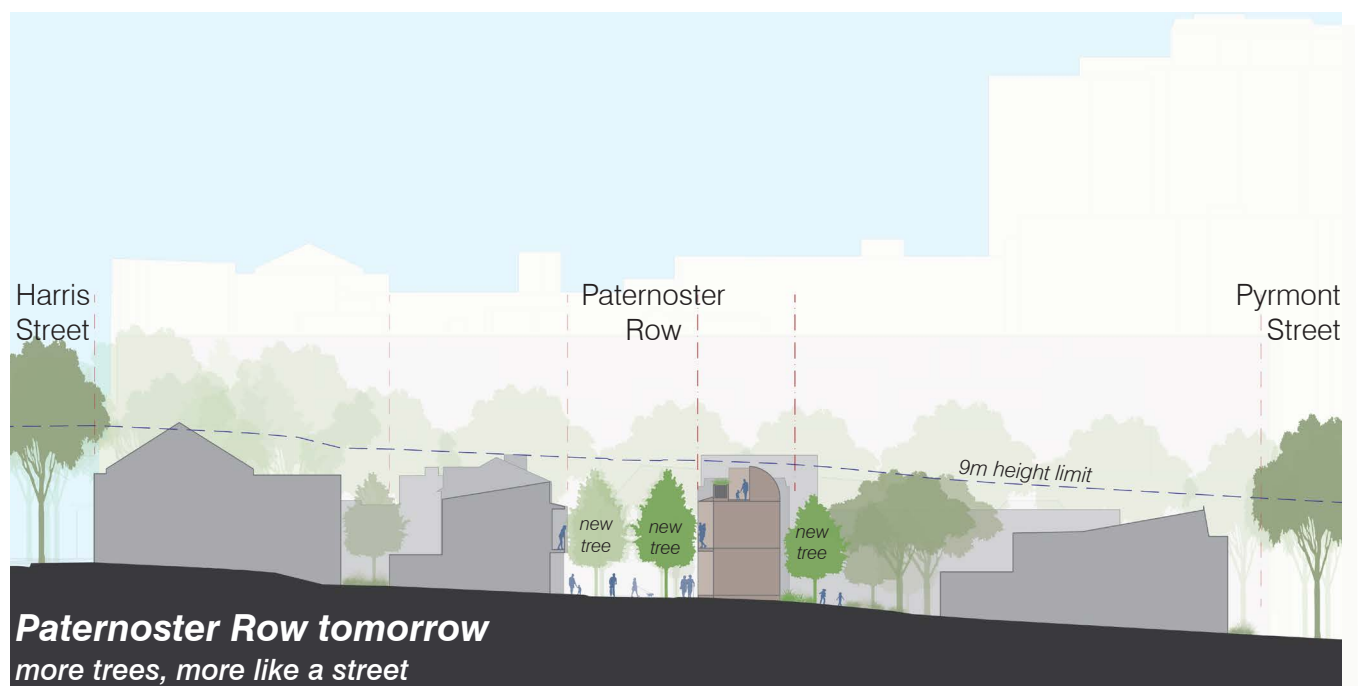 Harris
Street
Paternoster
Row
Pyrmont
Street
9m height limit
new
tree
new
tree
new
tree
Paternoster Row tomorrow
more trees, more like a street